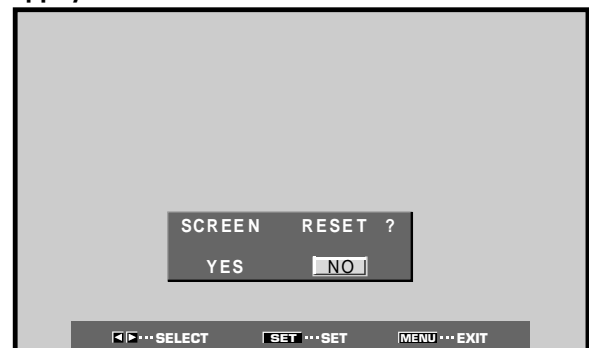 SCREEN RESET ?
YES NO
◀ ▶ ··· SELECT SET ··· SET MENU ··· EXIT